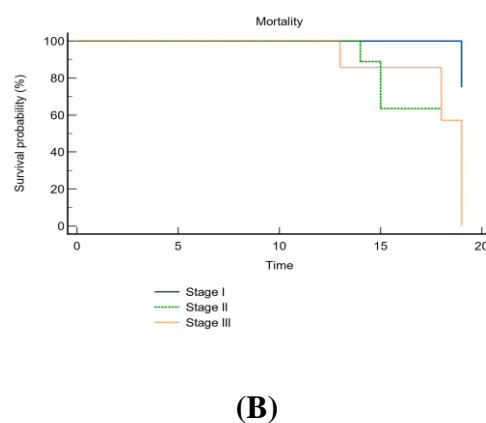 Mortality
100
80
60
40
20
0
Survival probability (%)
0 5 10 15 20
Time
Stage I
Stage II
Stage III
(B)